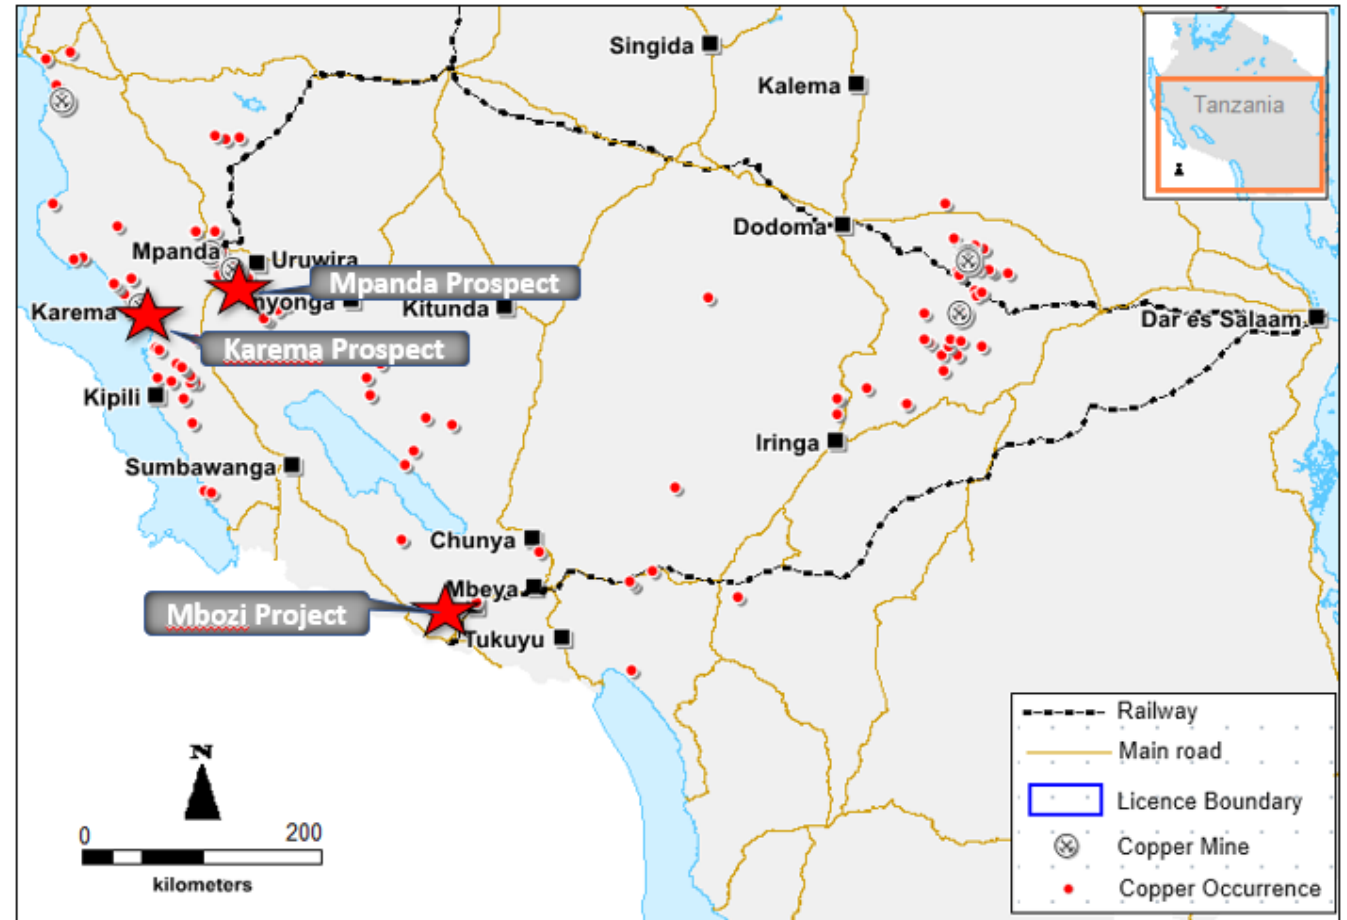 Singida
Kalema
Tanzania
Dodoma
Mpanda
Uruwira
Mpanda Prospect
nyonga
Kitunda
Karema
Karema Prospect
Dar es Salaam
Kipili
Iringa
Sumbawanga
Chunya
Mbeya
Mbozi Project
Tukuyu
N
0 200
kilometers
Railway
Main road
Licence Boundary
Copper Mine
Copper Occurrence